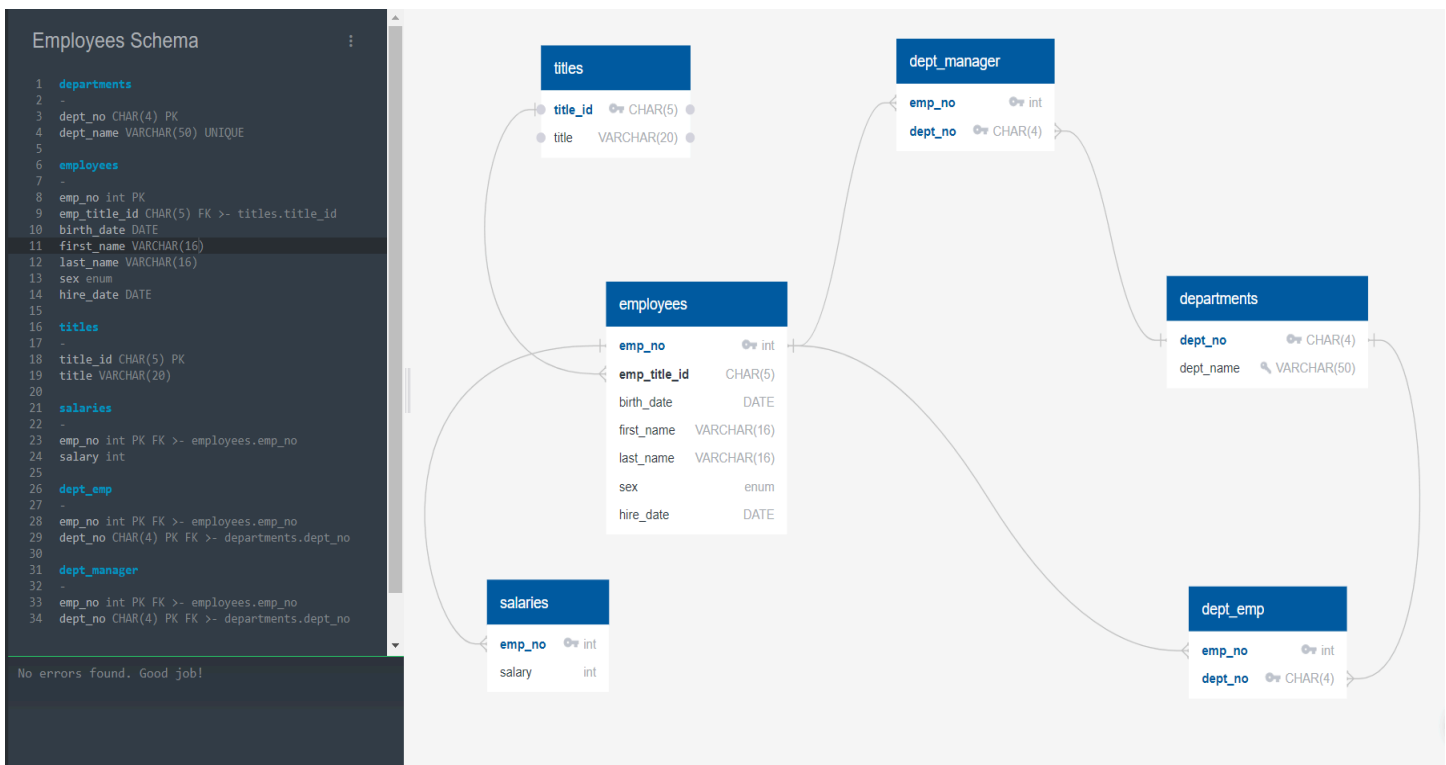 Employees Schema
1 departments
2 -
3 dept_no CHAR(4) PK
4 dept_name VARCHAR(50) UNIQUE
5
6 employees
7 -
8 emp_no int PK
9 emp_title_id CHAR(5) FK >- titles.title_id
10 birth_date DATE
11 first_name VARCHAR(16)
12 last_name VARCHAR(16)
13 sex enum
14 hire_date DATE
15
16 titles
17 -
18 title_id CHAR(5) PK
19 title VARCHAR(20)
20
21 salaries
22 -
23 emp_no int PK FK >- employees.emp_no
24 salary int
25
26 dept_emp
27 -
28 emp_no int PK FK >- employees.emp_no
29 dept_no CHAR(4) PK FK >- departments.dept_no
30
31 dept_manager
32 -
33 emp_no int PK FK >- employees.emp_no
34 dept_no CHAR(4) PK FK >- departments.dept_no
No errors found. Good job!
titles
title_id CHAR(5)
title VARCHAR(20)
dept_manager
emp_no int
dept_no CHAR(4)
employees
emp_no int
emp_title_id CHAR(5)
birth_date DATE
first_name VARCHAR(16)
last_name VARCHAR(16)
sex enum
hire_date DATE
departments
dept_no CHAR(4)
dept_name VARCHAR(50)
salaries
emp_no int
salary int
dept_emp
emp_no int
dept_no CHAR(4)